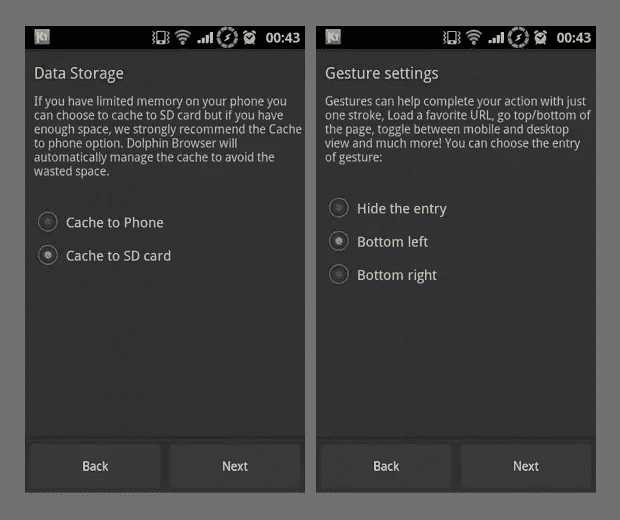 00:43
Data Storage
If you have limited memory on your phone you
can choose to cache to SD card but if you have
enough space, we strongly recommend the Cache
to phone option. Dolphin Browser will
automatically manage the cache to avoid the
wasted space.
Cache to Phone
Cache to SD card
Back
Next
00:43
Gesture settings
Gestures can help complete your action with just
one stroke, Load a favorite URL, go top/bottom of
the page, toggle between mobile and desktop
view and much more! You can choose the entry
of gesture:
Hide the entry
Bottom left
Bottom right
Back
Next